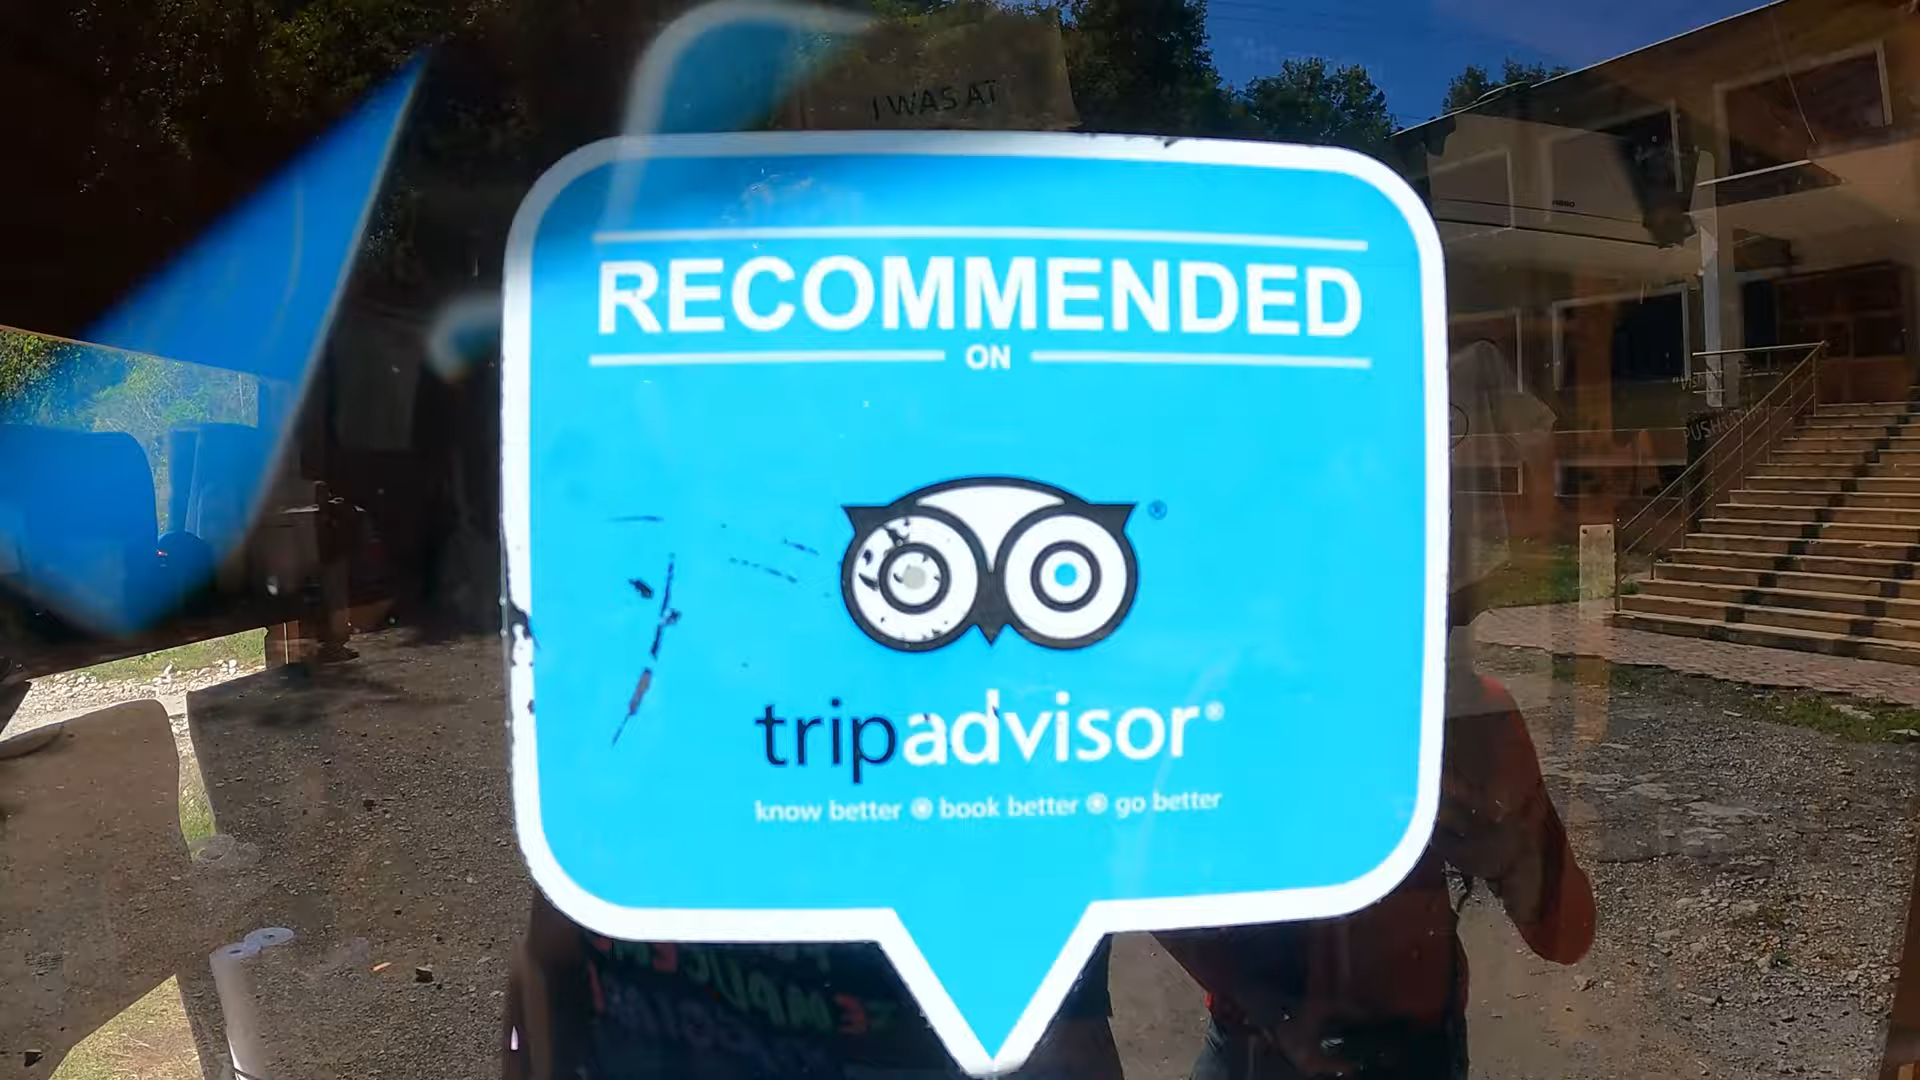 I WAS AT
RECOMMENDED
ON
®
tripadvisor®
know better book better go better